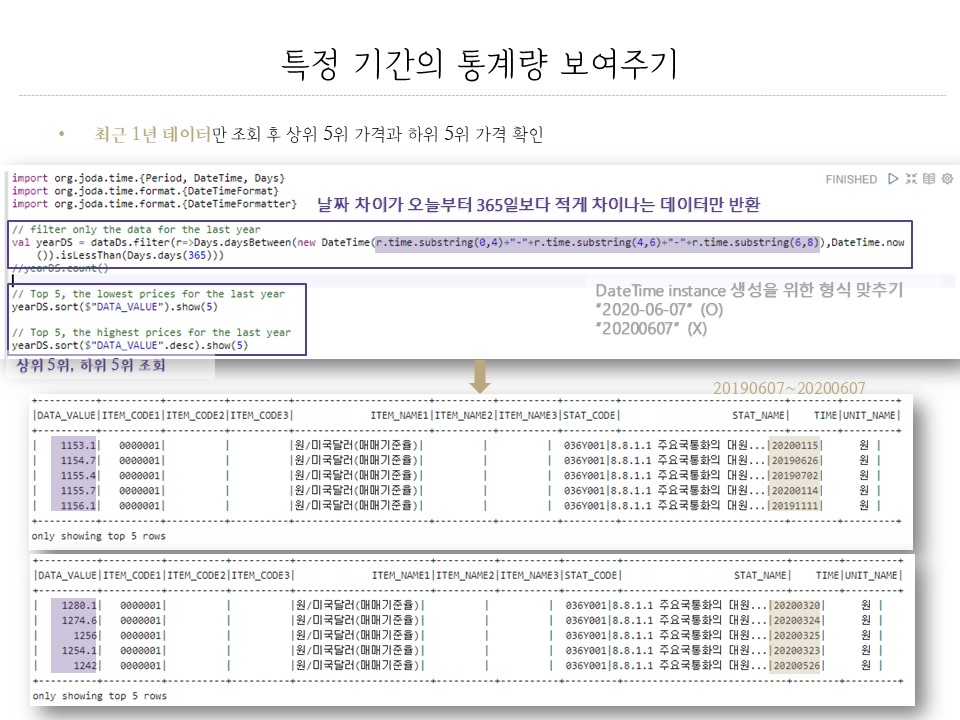 특정 기간의 통계량 보여주기
• 최근 1년 데이터만 조회 후 상위 5위 가격과 하위 5위 가격 확인
import org.joda.time.{Period, DateTime, Days}
FINISHED
import org.joda.time.format.{DateTimeFormat}
import org.joda.time.format.{DateTimeFormatter}
날짜 차이가 오늘부터 365일보다 적게 차이나는 데이터만 반환
// filter only the data for the last year
val yearDS = dataDs.filter(r=>Days.daysBetween(new DateTime(r.time.substring(0,4)+"-"+r.time.substring(4,6)+"-"+r.time.substring(6,8)),DateTime.now
()).isLessThan(Days.days(365)))
//yearDS.count()
// Top 5, the lowest prices for the last year
yearDS.sort($"DATA_VALUE").show(5)
// Top 5, the highest prices for the last year
yearDS.sort($"DATA_VALUE".desc).show(5)
DateTime instance 생성을 위한 형식 맞추기
"2020-06-07" (O)
"20200607" (X)
상위 5위, 하위 5위 조회
20190607~20200607
|DATA_VALUE|ITEM_CODE1|ITEM_CODE2|ITEM_CODE3| ITEM_NAME1|ITEM_NAME2|ITEM_NAME3|STAT_CODE| STAT_NAME| TIME|UNIT_NAME|
| 1153.1| 0000001| | |원/미국달러(매매기준율)| | | 036Y001|8.8.1.1 주요국통화의 대원...|20200115| 원 |
| 1154.7| 0000001| | |원/미국달러(매매기준율)| | | 036Y001|8.8.1.1 주요국통화의 대원...|20190626| 원 |
| 1155.4| 0000001| | |원/미국달러(매매기준율)| | | 036Y001|8.8.1.1 주요국통화의 대원...|20190702| 원 |
| 1155.7| 0000001| | |원/미국달러(매매기준율)| | | 036Y001|8.8.1.1 주요국통화의 대원...|20200114| 원 |
| 1156.1| 0000001| | |원/미국달러(매매기준율)| | | 036Y001|8.8.1.1 주요국통화의 대원...|20191111| 원 |
only showing top 5 rows
|DATA_VALUE|ITEM_CODE1|ITEM_CODE2|ITEM_CODE3| ITEM_NAME1|ITEM_NAME2|ITEM_NAME3|STAT_CODE| STAT_NAME| TIME|UNIT_NAME|
| 1280.1| 0000001| | |원/미국달러(매매기준율)| | | 036Y001|8.8.1.1 주요국통화의 대원...|20200320| 원 |
| 1274.6| 0000001| | |원/미국달러(매매기준율)| | | 036Y001|8.8.1.1 주요국통화의 대원...|20200324| 원 |
| 1256| 0000001| | |원/미국달러(매매기준율)| | | 036Y001|8.8.1.1 주요국통화의 대원...|20200325| 원 |
| 1254.1| 0000001| | |원/미국달러(매매기준율)| | | 036Y001|8.8.1.1 주요국통화의 대원...|20200323| 원 |
| 1242| 0000001| | |원/미국달러(매매기준율)| | | 036Y001|8.8.1.1 주요국통화의 대원...|20200526| 원 |
only showing top 5 rows